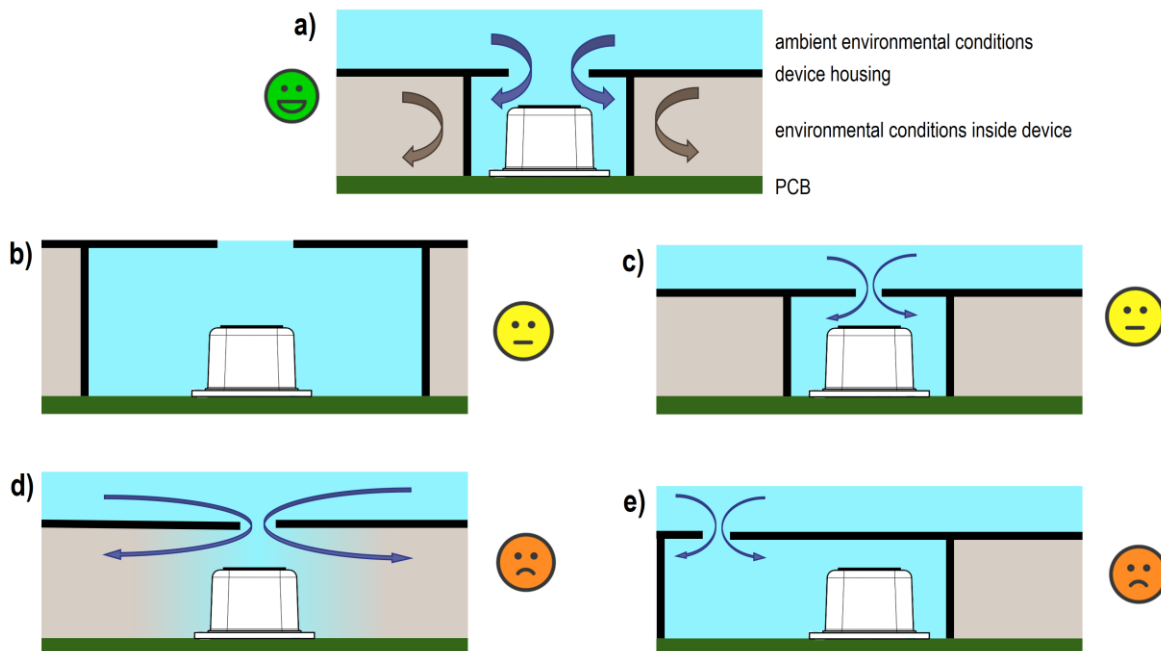 a)
ambient environmental conditions
device housing
environmental conditions inside device
PCB
b)
c)
d)
e)